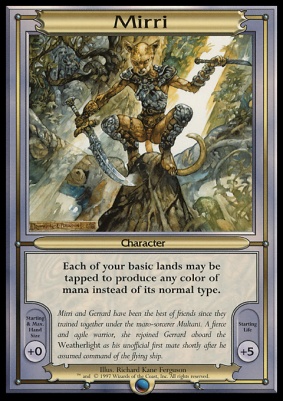 Mirri
Character
Each of your basic lands may be
tapped to produce any color of
mana instead of its normal type.
Starting
& Max.
Hand
Size
+0
Mirri and Gerrard have been the best of friends since they
trained together under the maro-sorcerer Multani. A fierce
and agile warrior, she rejoined Gerrard aboard the
Weatherlight as his unofficial first mate shortly after he
assumed command of the flying ship.
Starting
Life
+5
Illus. Richard Kane Ferguson
™ and © 1997 Wizards of the Coast, Inc. All rights reserved.